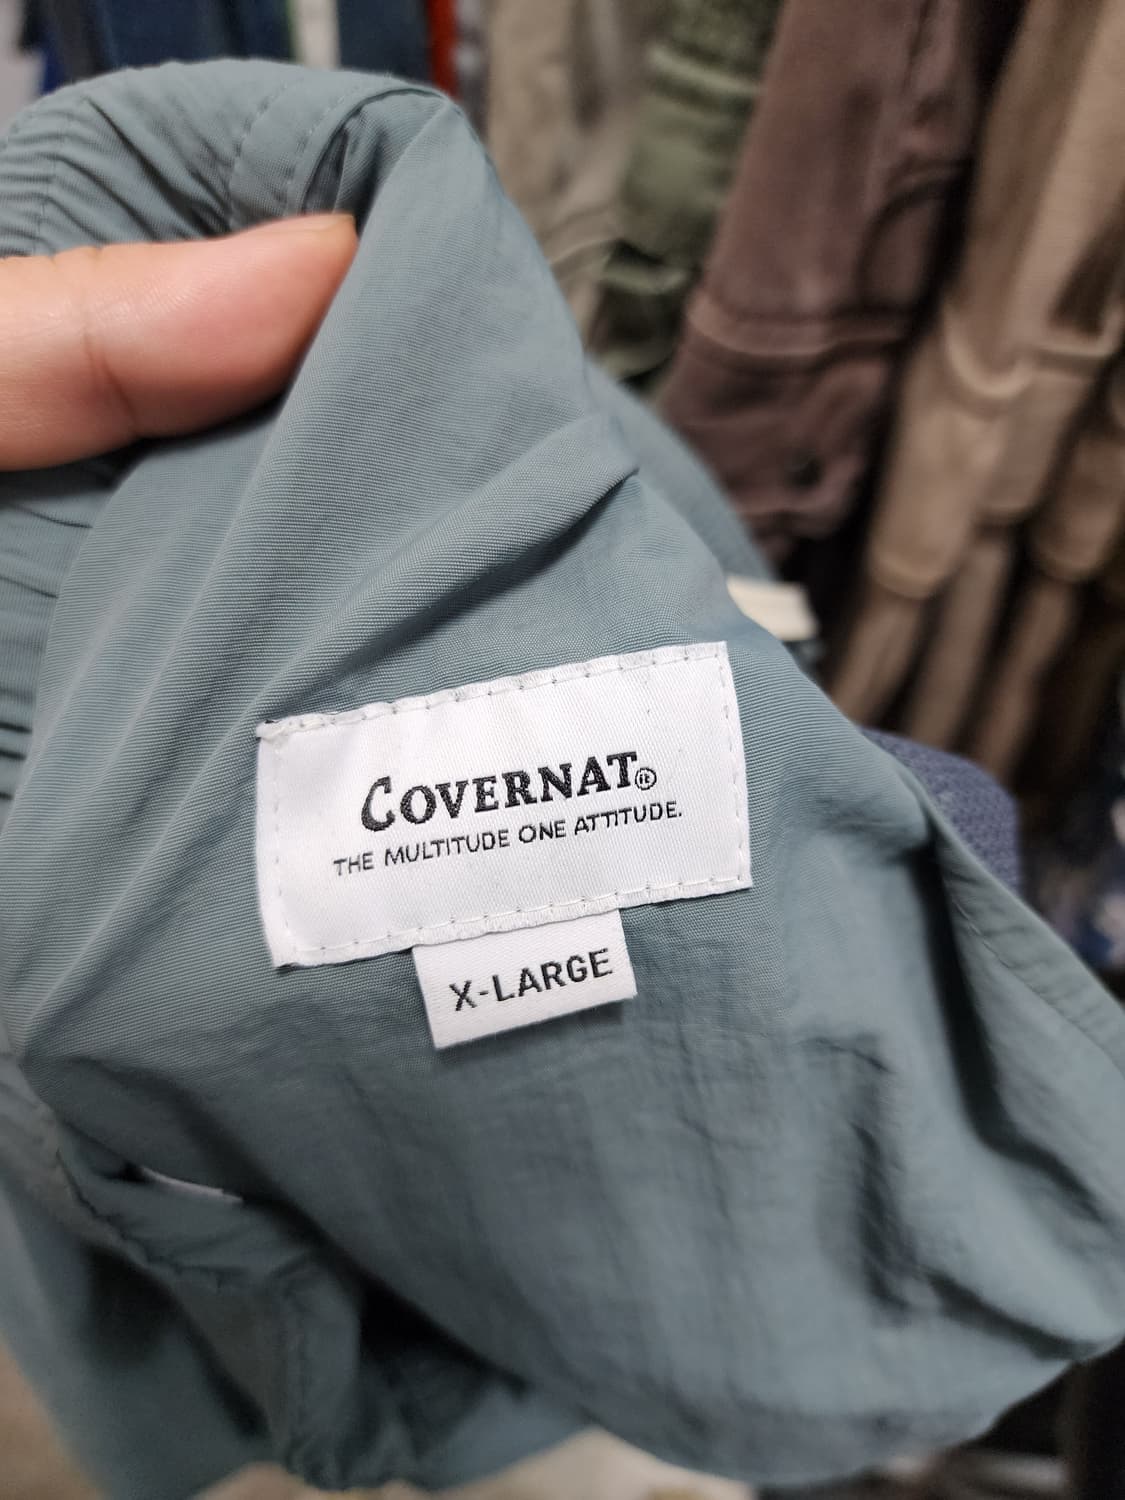 COVERNAT®
THE MULTITUDE ONE ATTITUDE.
X-LARGE